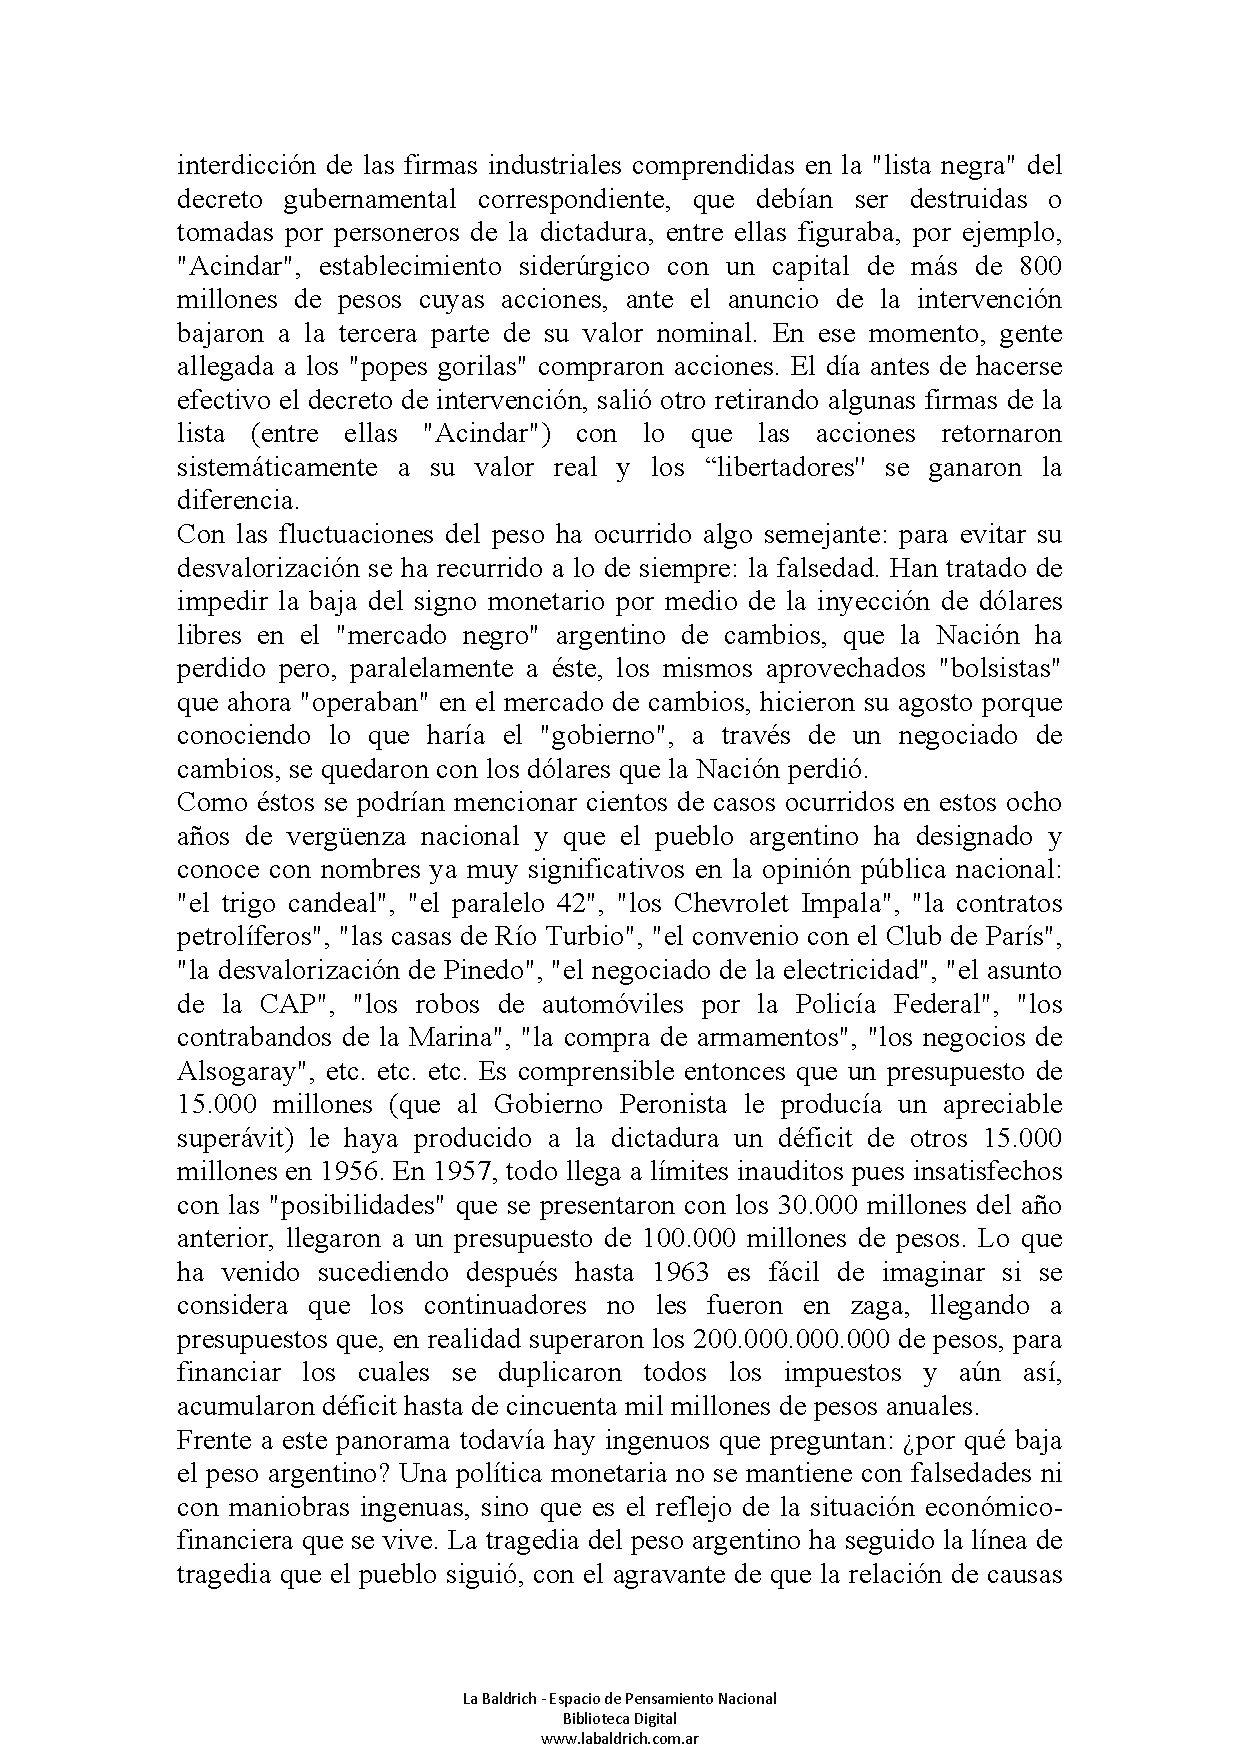 interdicción de las firmas industriales comprendidas en la "lista negra" del
decreto gubernamental correspondiente, que debían ser destruidas o
tomadas por personeros de la dictadura, entre ellas figuraba, por ejemplo,
"Acindar", establecimiento siderúrgico con un capital de más de 800
millones de pesos cuyas acciones, ante el anuncio de la intervención
bajaron a la tercera parte de su valor nominal. En ese momento, gente
allegada a los "popes gorilas" compraron acciones. El día antes de hacerse
efectivo el decreto de intervención, salió otro retirando algunas firmas de la
lista (entre ellas "Acindar") con lo que las acciones retornaron
sistemáticamente a su valor real y los “libertadores" se ganaron la
diferencia.
Con las fluctuaciones del peso ha ocurrido algo semejante: para evitar su
desvalorización se ha recurrido a lo de siempre: la falsedad. Han tratado de
impedir la baja del signo monetario por medio de la inyección de dólares
libres en el "mercado negro" argentino de cambios, que la Nación ha
perdido pero, paralelamente a éste, los mismos aprovechados "bolsistas"
que ahora "operaban" en el mercado de cambios, hicieron su agosto porque
conociendo lo que haría el "gobierno", a través de un negociado de
cambios, se quedaron con los dólares que la Nación perdió.
Como éstos se podrían mencionar cientos de casos ocurridos en estos ocho
años de vergüenza nacional y que el pueblo argentino ha designado y
conoce con nombres ya muy significativos en la opinión pública nacional:
"el trigo candeal", "el paralelo 42", "los Chevrolet Impala", "la contratos
petrolíferos", "las casas de Río Turbio", "el convenio con el Club de París",
"la desvalorización de Pinedo", "el negociado de la electricidad", "el asunto
de la CAP", "los robos de automóviles por la Policía Federal", "los
contrabandos de la Marina", "la compra de armamentos", "los negocios de
Alsogaray", etc. etc. etc. Es comprensible entonces que un presupuesto de
15.000 millones (que al Gobierno Peronista le producía un apreciable
superávit) le haya producido a la dictadura un déficit de otros 15.000
millones en 1956. En 1957, todo llega a límites inauditos pues insatisfechos
con las "posibilidades" que se presentaron con los 30.000 millones del año
anterior, llegaron a un presupuesto de 100.000 millones de pesos. Lo que
ha venido sucediendo después hasta 1963 es fácil de imaginar si se
considera que los continuadores no les fueron en zaga, llegando a
presupuestos que, en realidad superaron los 200.000.000.000 de pesos, para
financiar los cuales se duplicaron todos los impuestos y aún así,
acumularon déficit hasta de cincuenta mil millones de pesos anuales.
Frente a este panorama todavía hay ingenuos que preguntan: ¿por qué baja
el peso argentino? Una política monetaria no se mantiene con falsedades ni
con maniobras ingenuas, sino que es el reflejo de la situación económico-
financiera que se vive. La tragedia del peso argentino ha seguido la línea de
tragedia que el pueblo siguió, con el agravante de que la relación de causas
La Baldrich - Espacio de Pensamiento Nacional
Biblioteca Digital
www.labaldrich.com.ar